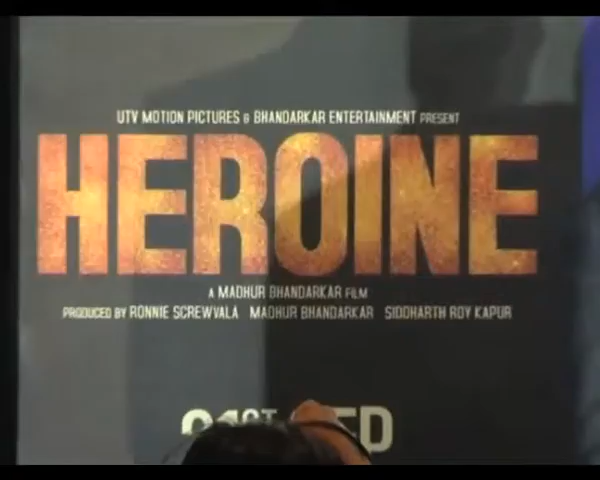 UTV MOTION PICTURES & BHANDARKAR ENTERTAINMENT PRESENT
HEROINE
A MADHUR BHANDARKAR FILM
PRODUCED BY RONNIE SCREWVALA MADHUR BHANDARKAR SIDDHARTH ROY KAPUR
21ST